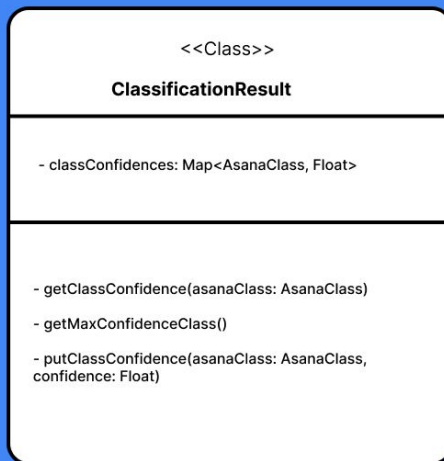 <<Class>>
ClassificationResult
- classConfidences: Map<AsanaClass, Float>
- getClassConfidence(asanaClass: AsanaClass)
- getMaxConfidenceClass()
- putClassConfidence(asanaClass: AsanaClass,
confidence: Float)